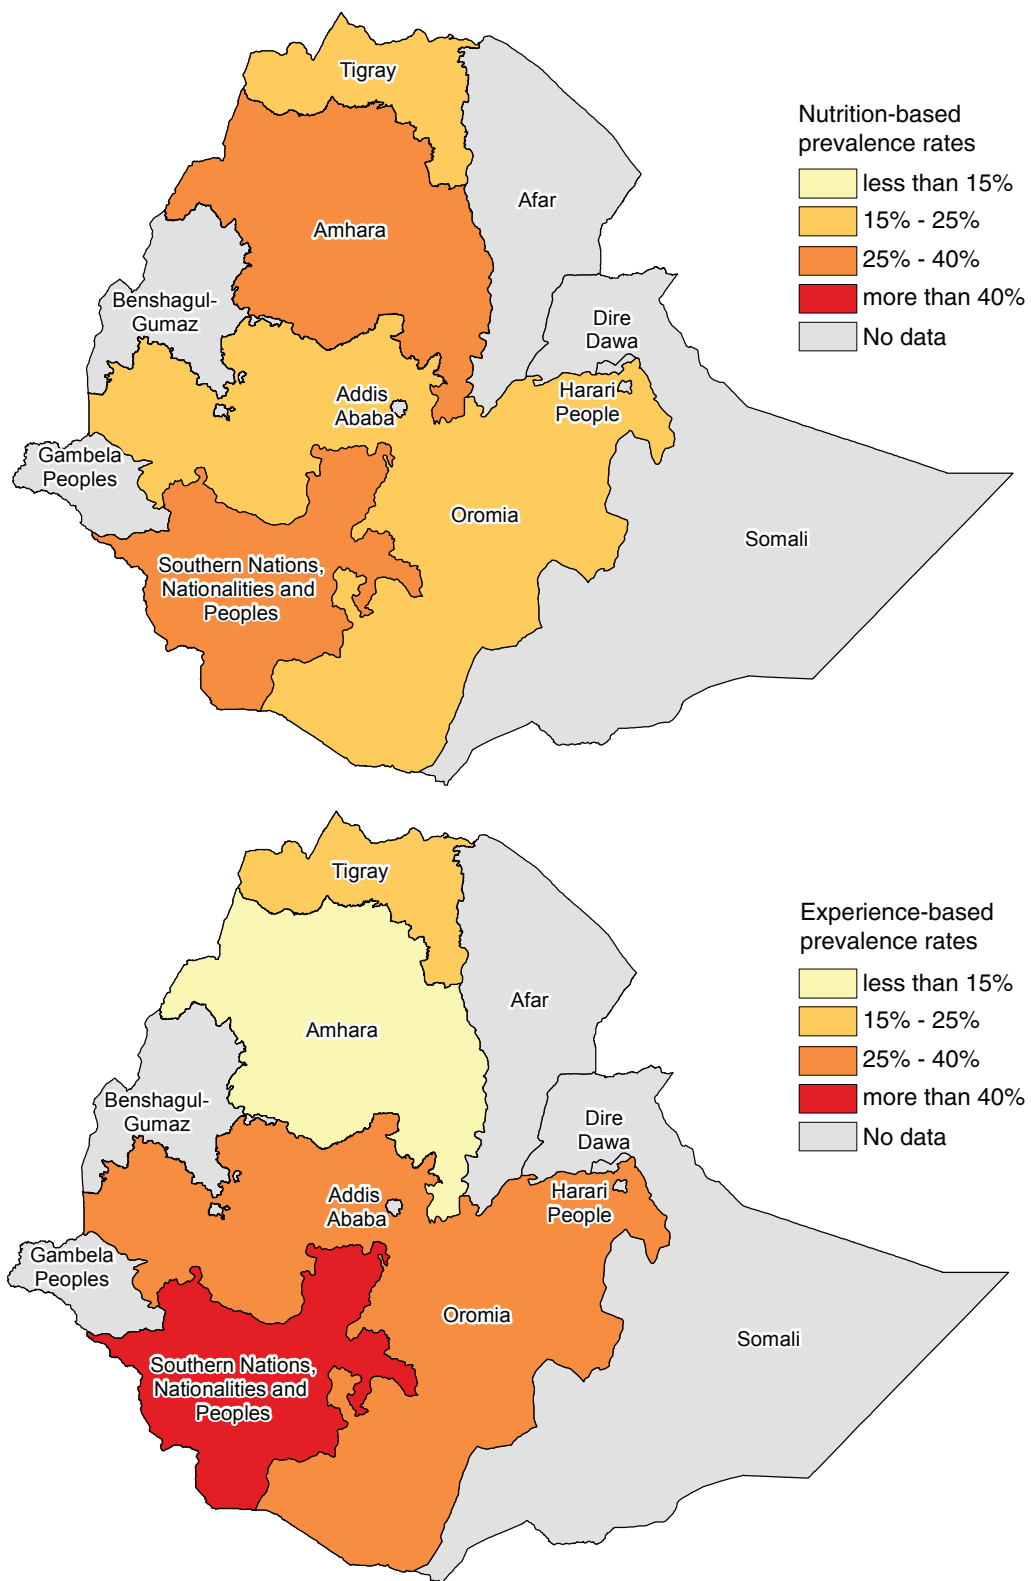 Tigray
Nutrition-based
prevalence rates
less than 15%
15% - 25%
25% - 40%
more than 40%
No data
Afar
Amhara
Benshagul-
Gumaz
Dire
Dawa
Addis
Ababa
Harari
People
Gambela
Peoples
Oromia
Somali
Southern Nations,
Nationalities and
Peoples
Tigray
Experience-based
prevalence rates
less than 15%
15% - 25%
25% - 40%
more than 40%
No data
Afar
Amhara
Benshagul-
Gumaz
Dire
Dawa
Addis
Ababa
Harari
People
Gambela
Peoples
Oromia
Somali
Southern Nations,
Nationalities and
Peoples